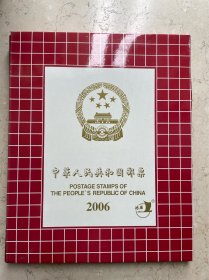 中华人民共和国邮票
POSTAGE STAMPS OF
THE PEOPLE'S REPUBLIC OF CHINA
2006